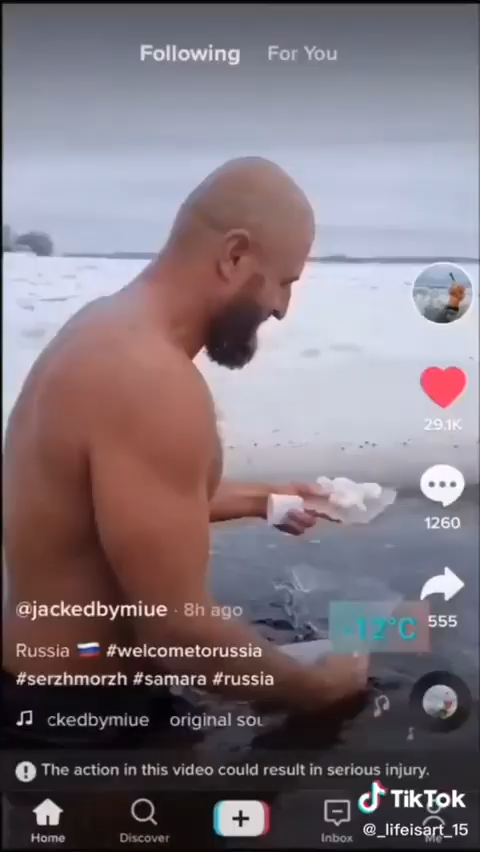 Following For You
29.1K
1260
@jackedbymiue · 8h ago
555
-12°C
Russia 🇷🇺 #welcometorussia
#serzhmorzh #samara #russia
ckedbymiue original sou
The action in this video could result in serious injury.
TikTok
Home Discover Inbox Me
@_lifeisart_15